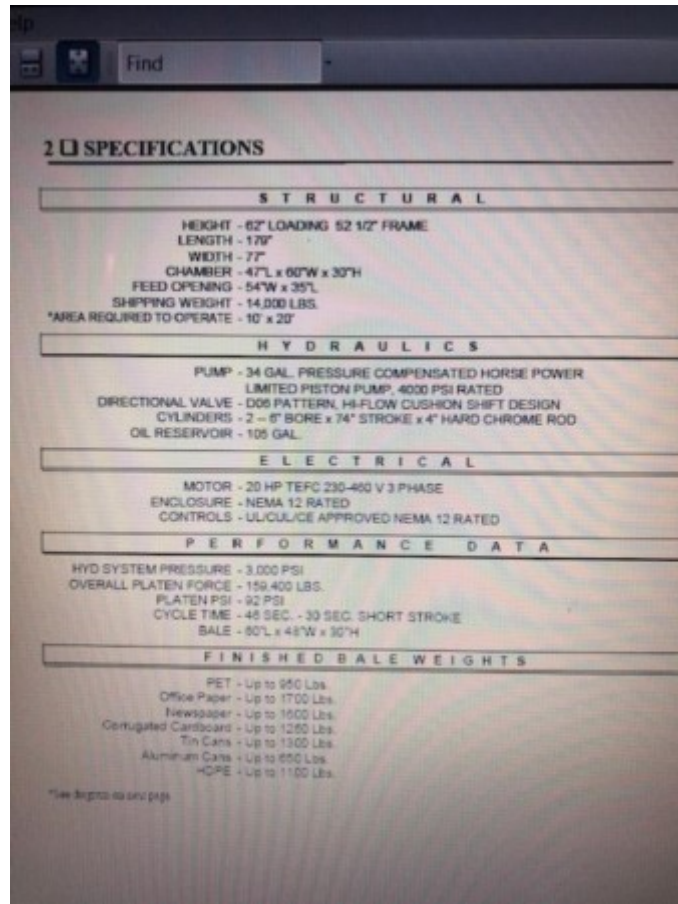 elp
Find
2 ❑ SPECIFICATIONS
STRUCTURAL
HEIGHT - 62" LOADING 52 1/2" FRAME
LENGTH - 179"
WIDTH - 77"
CHAMBER - 47"L x 60"W x 30"H
FEED OPENING - 54"W x 35"L
SHIPPING WEIGHT - 14,000 LBS.
*AREA REQUIRED TO OPERATE - 10' x 20'
HYDRAULICS
PUMP - 34 GAL. PRESSURE COMPENSATED HORSE POWER
LIMITED PISTON PUMP, 4000 PSI RATED
DIRECTIONAL VALVE - D06 PATTERN, HI-FLOW CUSHION SHIFT DESIGN
CYLINDERS - 2 – 6" BORE x 74" STROKE x 4" HARD CHROME ROD
OIL RESERVOIR - 105 GAL.
ELECTRICAL
MOTOR - 20 HP TEFC 230-460 V 3 PHASE
ENCLOSURE - NEMA 12 RATED
CONTROLS - UL/CUL/CE APPROVED NEMA 12 RATED
PERFORMANCE DATA
HYD SYSTEM PRESSURE - 3,000 PSI
OVERALL PLATEN FORCE - 159,400 LBS.
PLATEN PSI - 92 PSI
CYCLE TIME - 46 SEC. - 30 SEC. SHORT STROKE
BALE - 60"L x 48"W x 30"H
FINISHED BALE WEIGHTS
PET - Up to 950 Lbs.
Office Paper - Up to 1700 Lbs.
Newspaper - Up to 1600 Lbs.
Corrugated Cardboard - Up to 1250 Lbs.
Tin Cans - Up to 1300 Lbs.
Aluminum Cans - Up to 650 Lbs.
HDPE - Up to 1100 Lbs.
*See diagram on next page